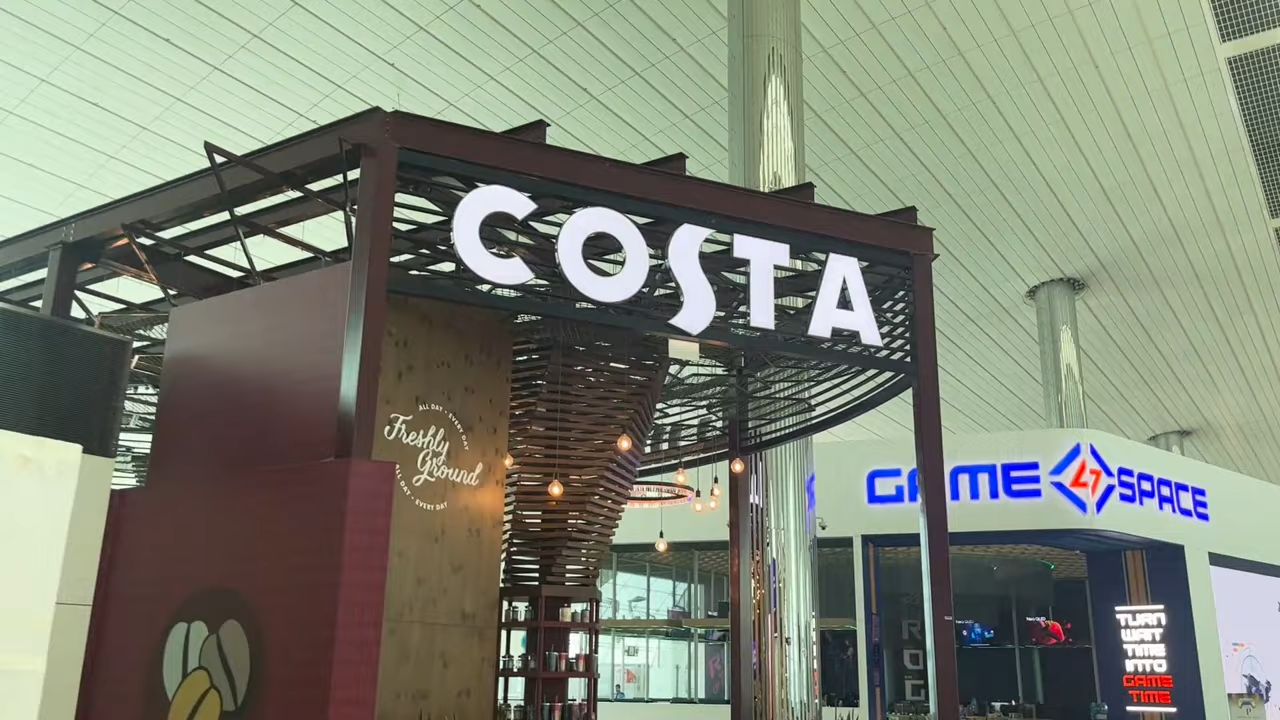 COSTA
ALL DAY - EVERY DAY
Freshly
Ground
ALL DAY - EVERY DAY
GAME SPACE
TURN
WAIT
TIME
INTO
GAME
TIME
ROG